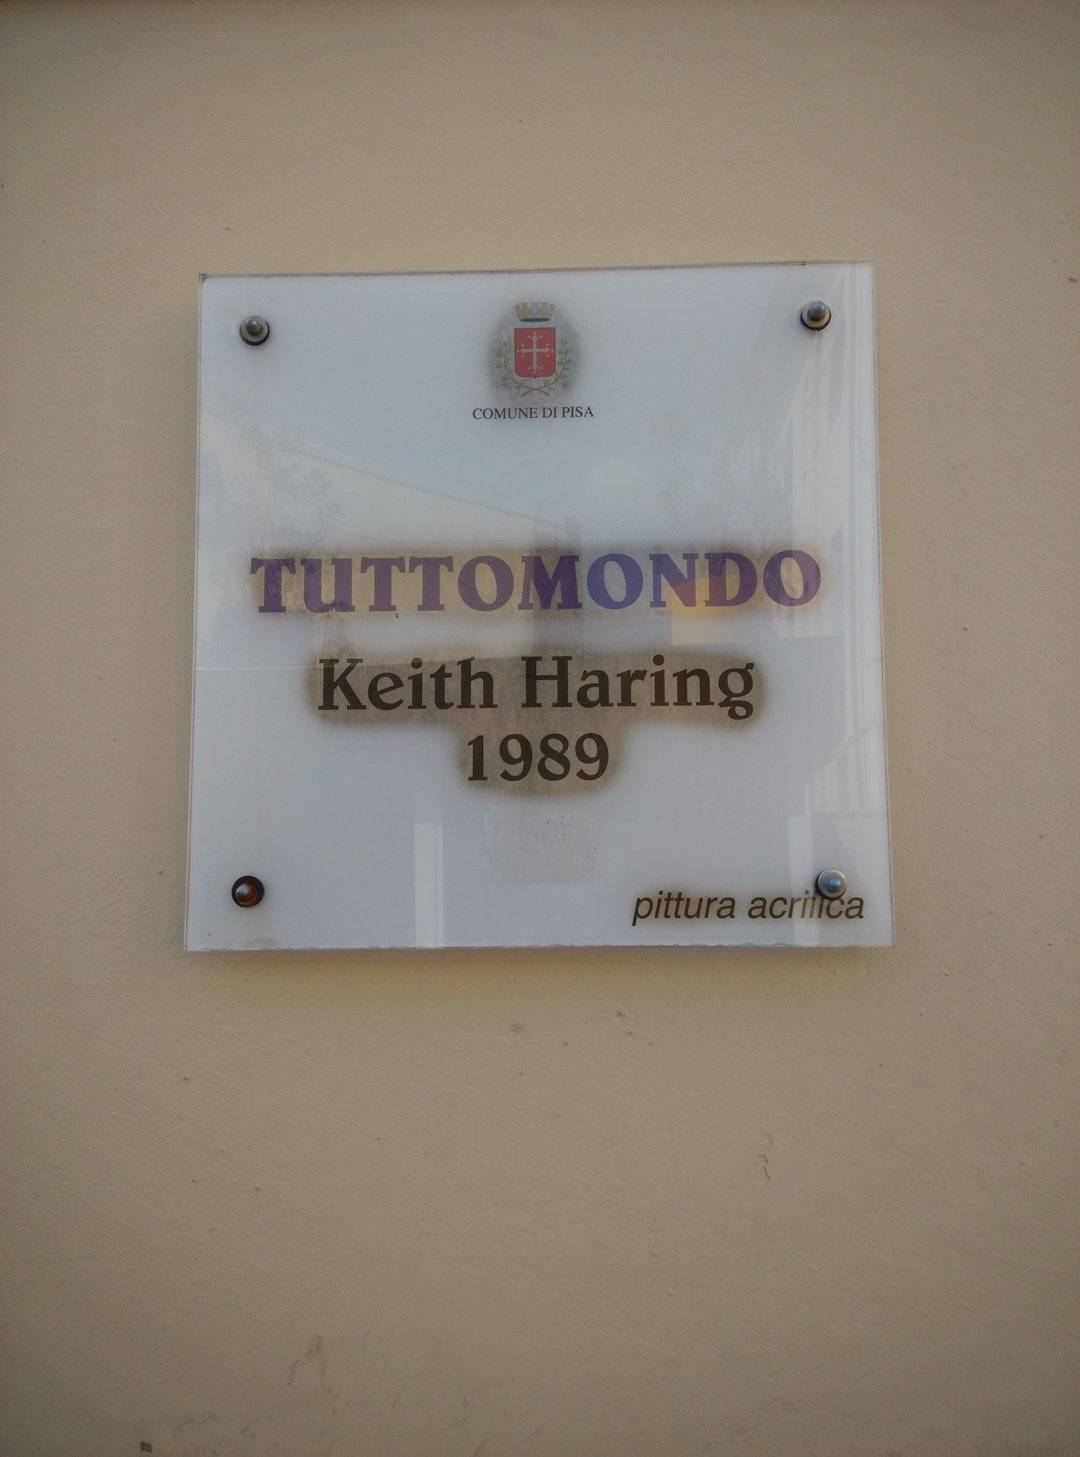 COMUNE DI PISA
TUTTOMONDO
Keith Haring
1989
pittura acrilica